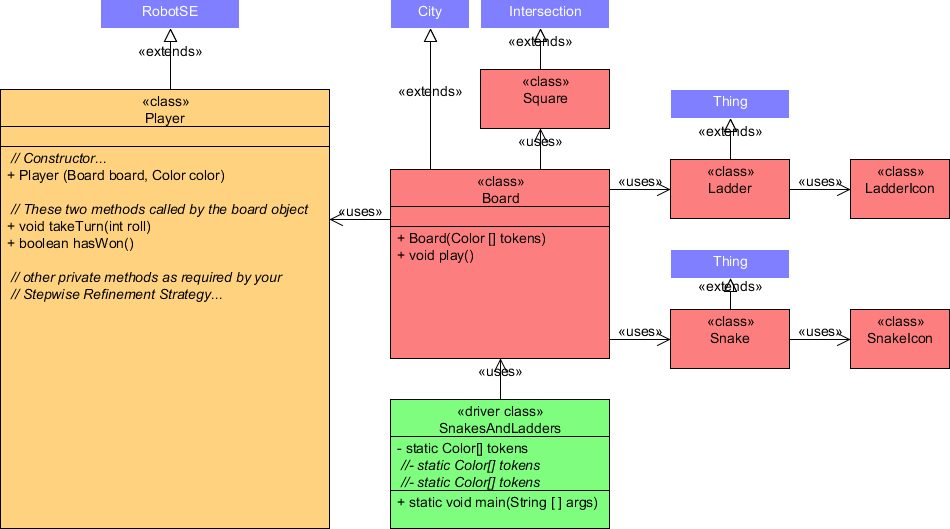 RobotSE
City
Intersection
«extends»
«extends»
«extends»
«class»
Square
«uses»
Thing
«extends»
«class»
Player
// Constructor...
+ Player (Board board, Color color)
// These two methods called by the board object
+ void takeTurn(int roll)
+ boolean hasWon()
// other private methods as required by your
// Stepwise Refinement Strategy...
«uses»
«class»
Board
+ Board(Color [] tokens)
+ void play()
«uses»
«class»
Ladder
«uses»
«class»
LadderIcon
Thing
«extends»
«uses»
«class»
Snake
«uses»
«class»
SnakeIcon
«uses»
«driver class»
SnakesAndLadders
- static Color[] tokens
//- static Color[] tokens
//- static Color[] tokens
+ static void main(String [ ] args)